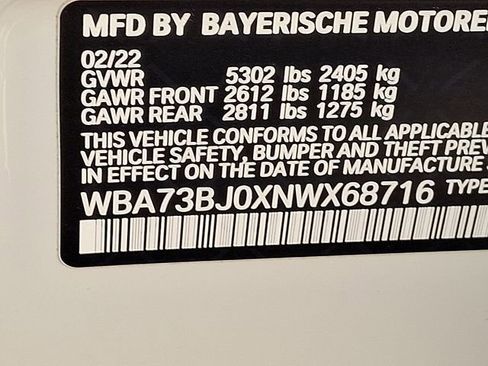 MFD BY BAYERISCHE MOTORE
02/22
GVWR 5302 lbs 2405 kg
GAWR FRONT 2612 lbs 1185 kg
GAWR REAR 2811 lbs 1275 kg
THIS VEHICLE CONFORMS TO ALL APPLICABLE
VEHICLE SAFETY, BUMPER AND THEFT PREV
IN EFFECT ON THE DATE OF MANUFACTURE
WBA73BJ0XNWX68716 TYPE